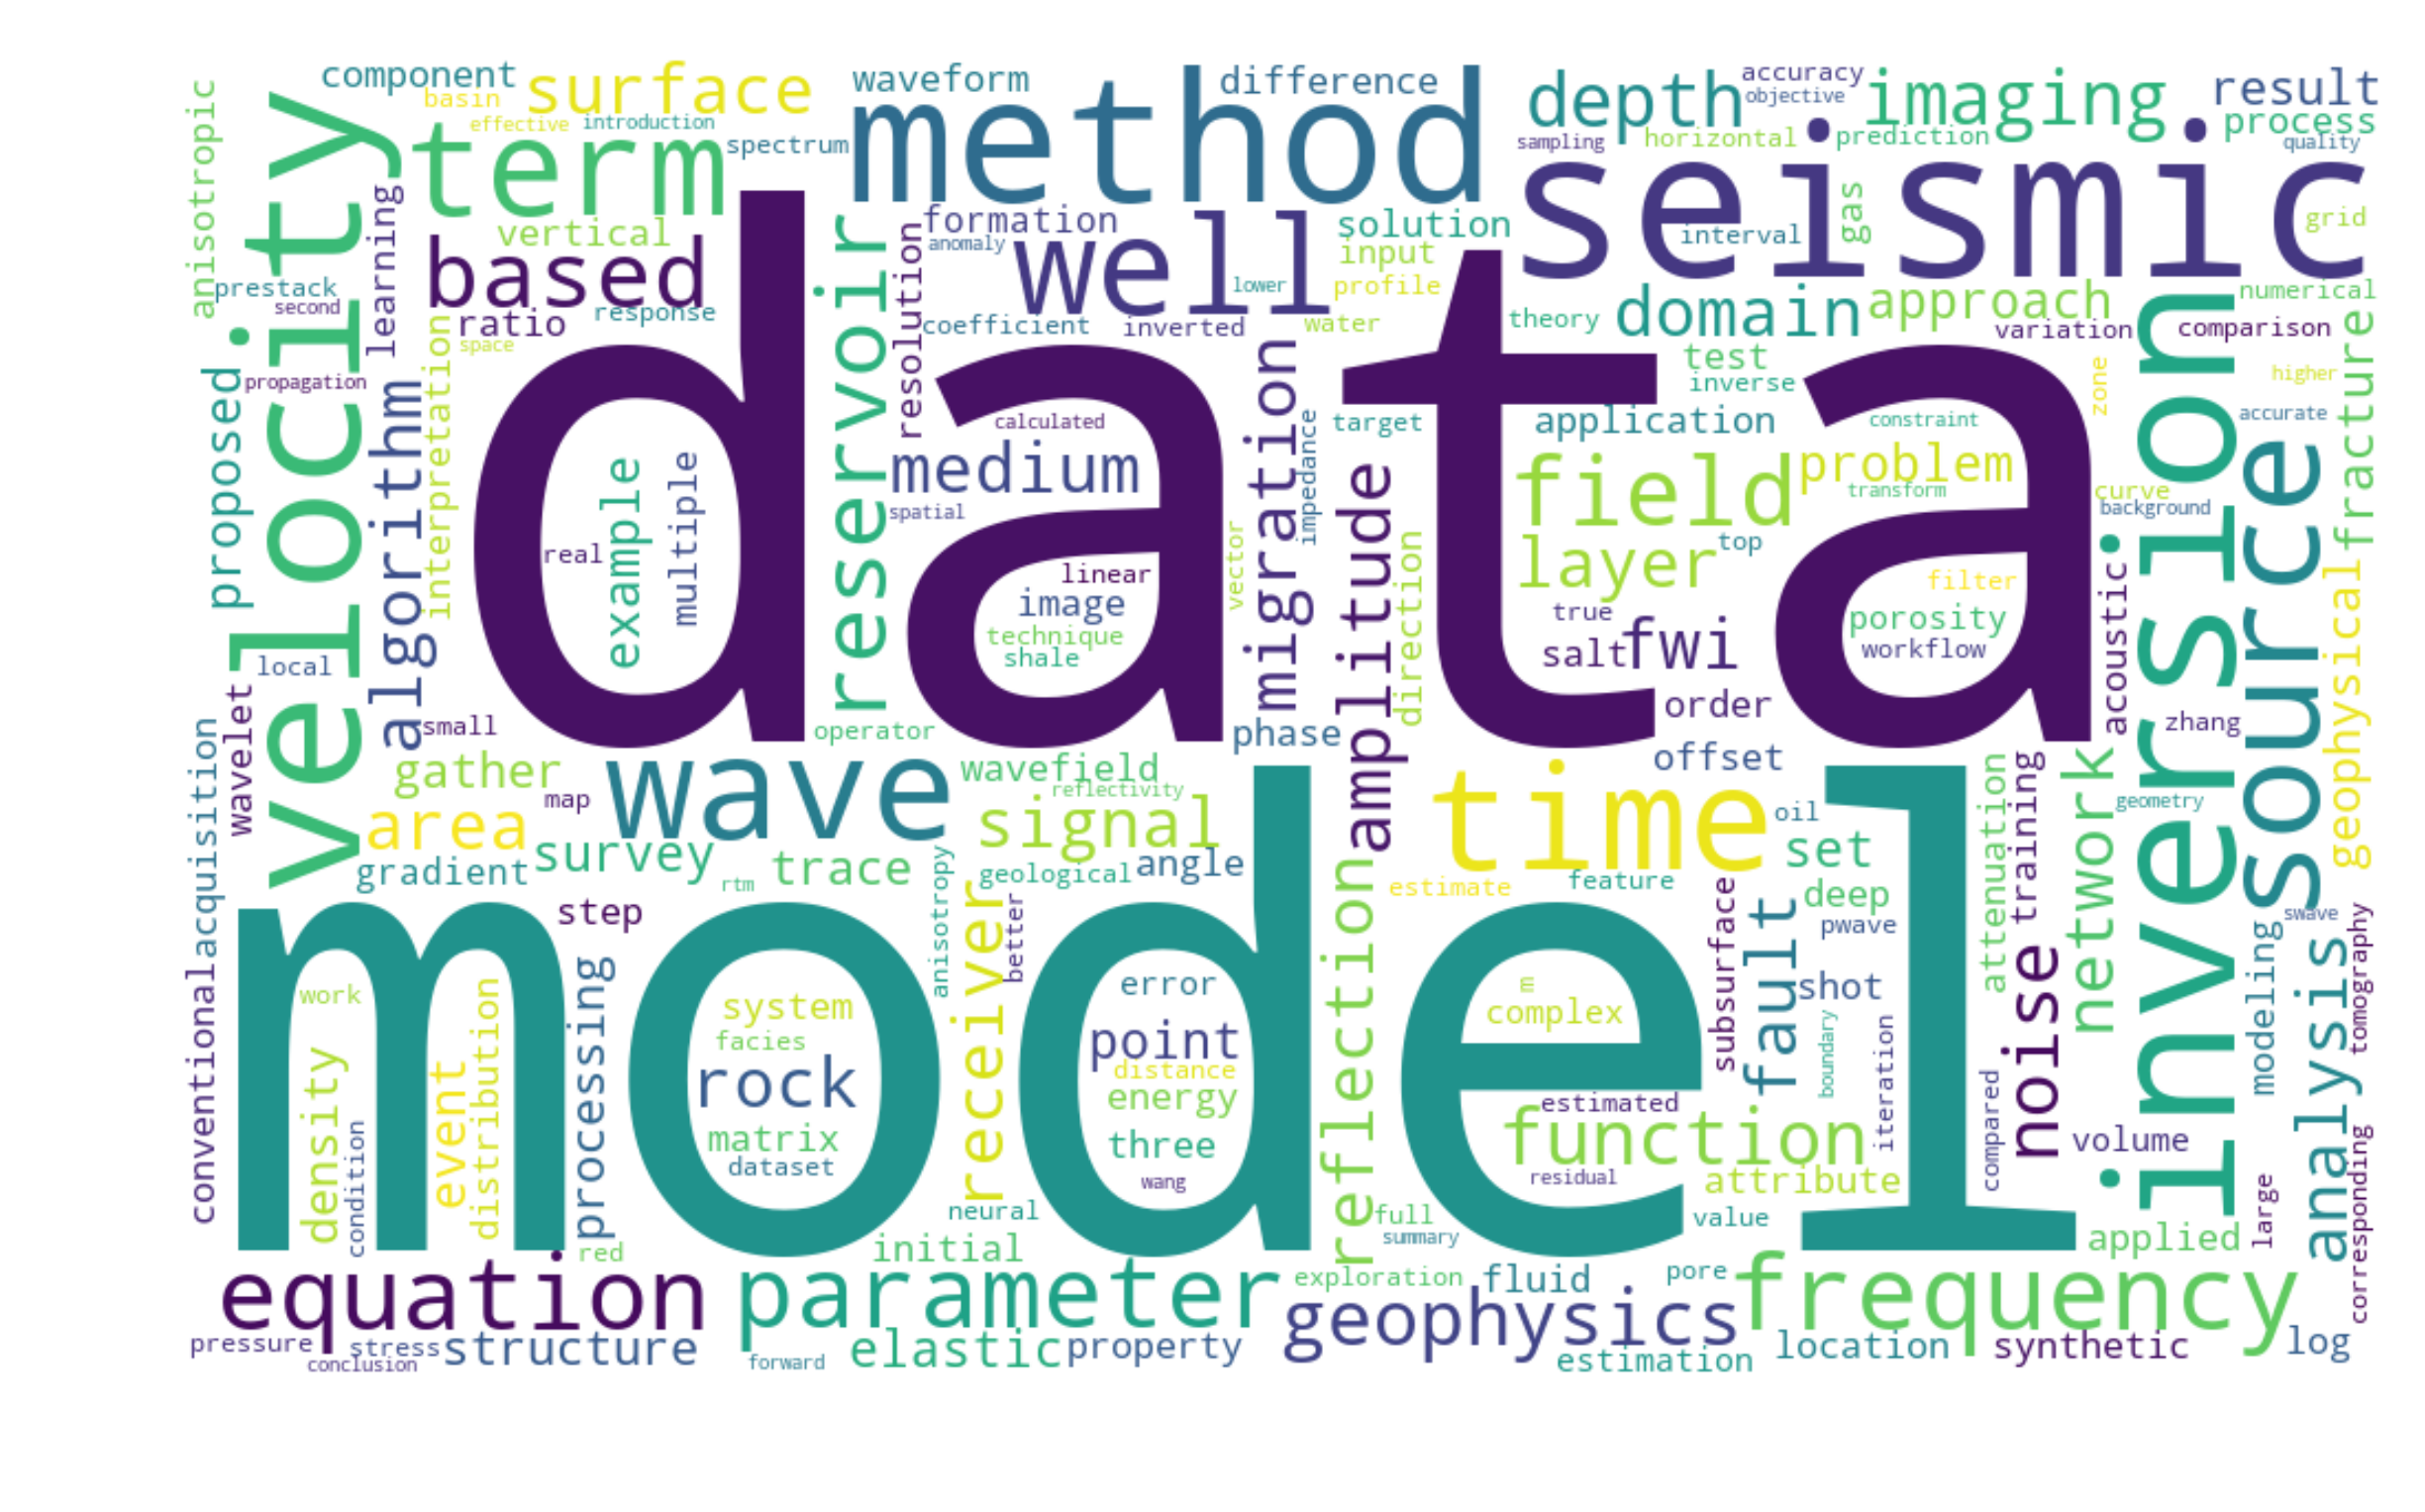 component
surface
waveform
difference
method
depth
accuracy
objective
imaging
result
process
quality
basin
effective
introduction
term
spectrum
sampling
horizontal
prediction
seismic
anisotropic
velocity
learning
vertical
based
formation
anomaly
well
lower
solution
input
profile
interval
gas
grid
prestack
second
ratio
response
space
reservoir
resolution
coefficient
inverted
water
theory
domain
approach
variation
numerical
comparison
data
propagation
proposed
algorithm
interpretation
calculated
medium
spatial
migration
impedance
target
test
inverse
application
constraint
zone
higher
accurate
inversion
source
fracture
example
multiple
real
linear
image
technique
shale
vector
amplitude
direction
field
problem
transform
layer
top
curve
background
true
salt
fwi
order
filter
porosity
workflow
acoustic
zhang
geophysical
local
wavelet
small
operator
phase
offset
acquisition
gather
map
area
wave
wavefield
reflectivity
signal
time
oil
set
attenuation
training
network
geometry
gradient
survey
rtm
trace
geological
angle
estimate
feature
deep
pwave
swave
step
model
anisotropy
receiver
better
reflection
subsurface
fault
shot
noise
modeling
analysis
tomography
conventional
work
density
condition
event
distribution
processing
system
facies
rock
matrix
dataset
error
point
distance
energy
three
wang
m
complex
boundary
iteration
compared
estimated
function
residual
attribute
volume
large
corresponding
neural
initial
full
summary
value
applied
red
equation
parameter
exploration
fluid
pore
geophysics
frequency
pressure
stress
conclusion
structure
forward
elastic
property
estimation
location
synthetic
log